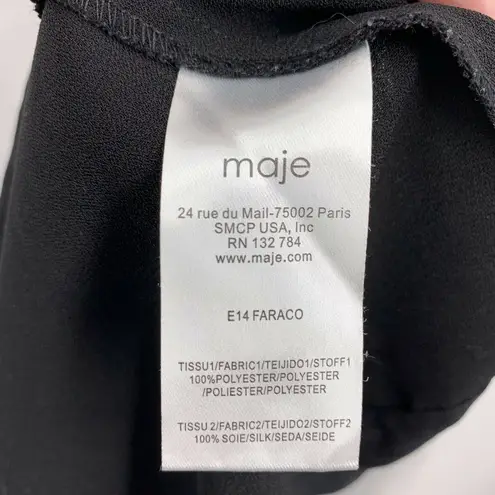 maje
24 rue du Mail-75002 Paris
SMCP USA, Inc
RN 132 784
www.maje.com
E14 FARACO
TISSU1/FABRIC1/TEIJIDO1/STOFF1
100%POLYESTER/POLYESTER
/POLIESTER/POLYESTER
TISSU 2/FABRIC2/TEJIDO2/STOFF2
100% SOIE/SILK/SEDA/SEIDE